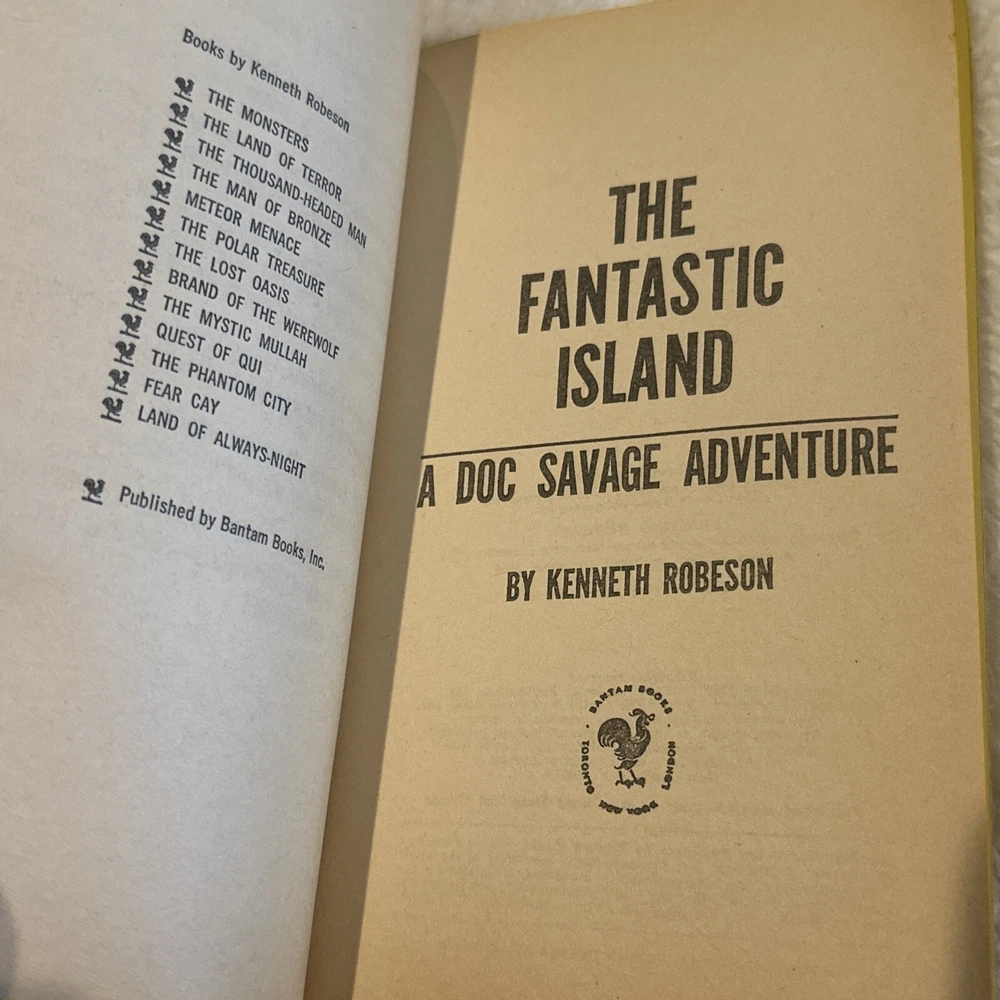 Books by Kenneth Robeson
THE MONSTERS
THE LAND OF TERROR
THE THOUSAND-HEADED MAN
THE MAN OF BRONZE
METEOR MENACE
THE POLAR TREASURE
THE LOST OASIS
BRAND OF THE WEREWOLF
THE MYSTIC MULLAH
QUEST OF QUI
THE PHANTOM CITY
FEAR CAY
LAND OF ALWAYS-NIGHT
Published by Bantam Books, Inc.
THE
FANTASTIC
ISLAND
A DOC SAVAGE ADVENTURE
BY KENNETH ROBESON
BANTAM BOOKS
TORONTO
NEW YORK
LONDON